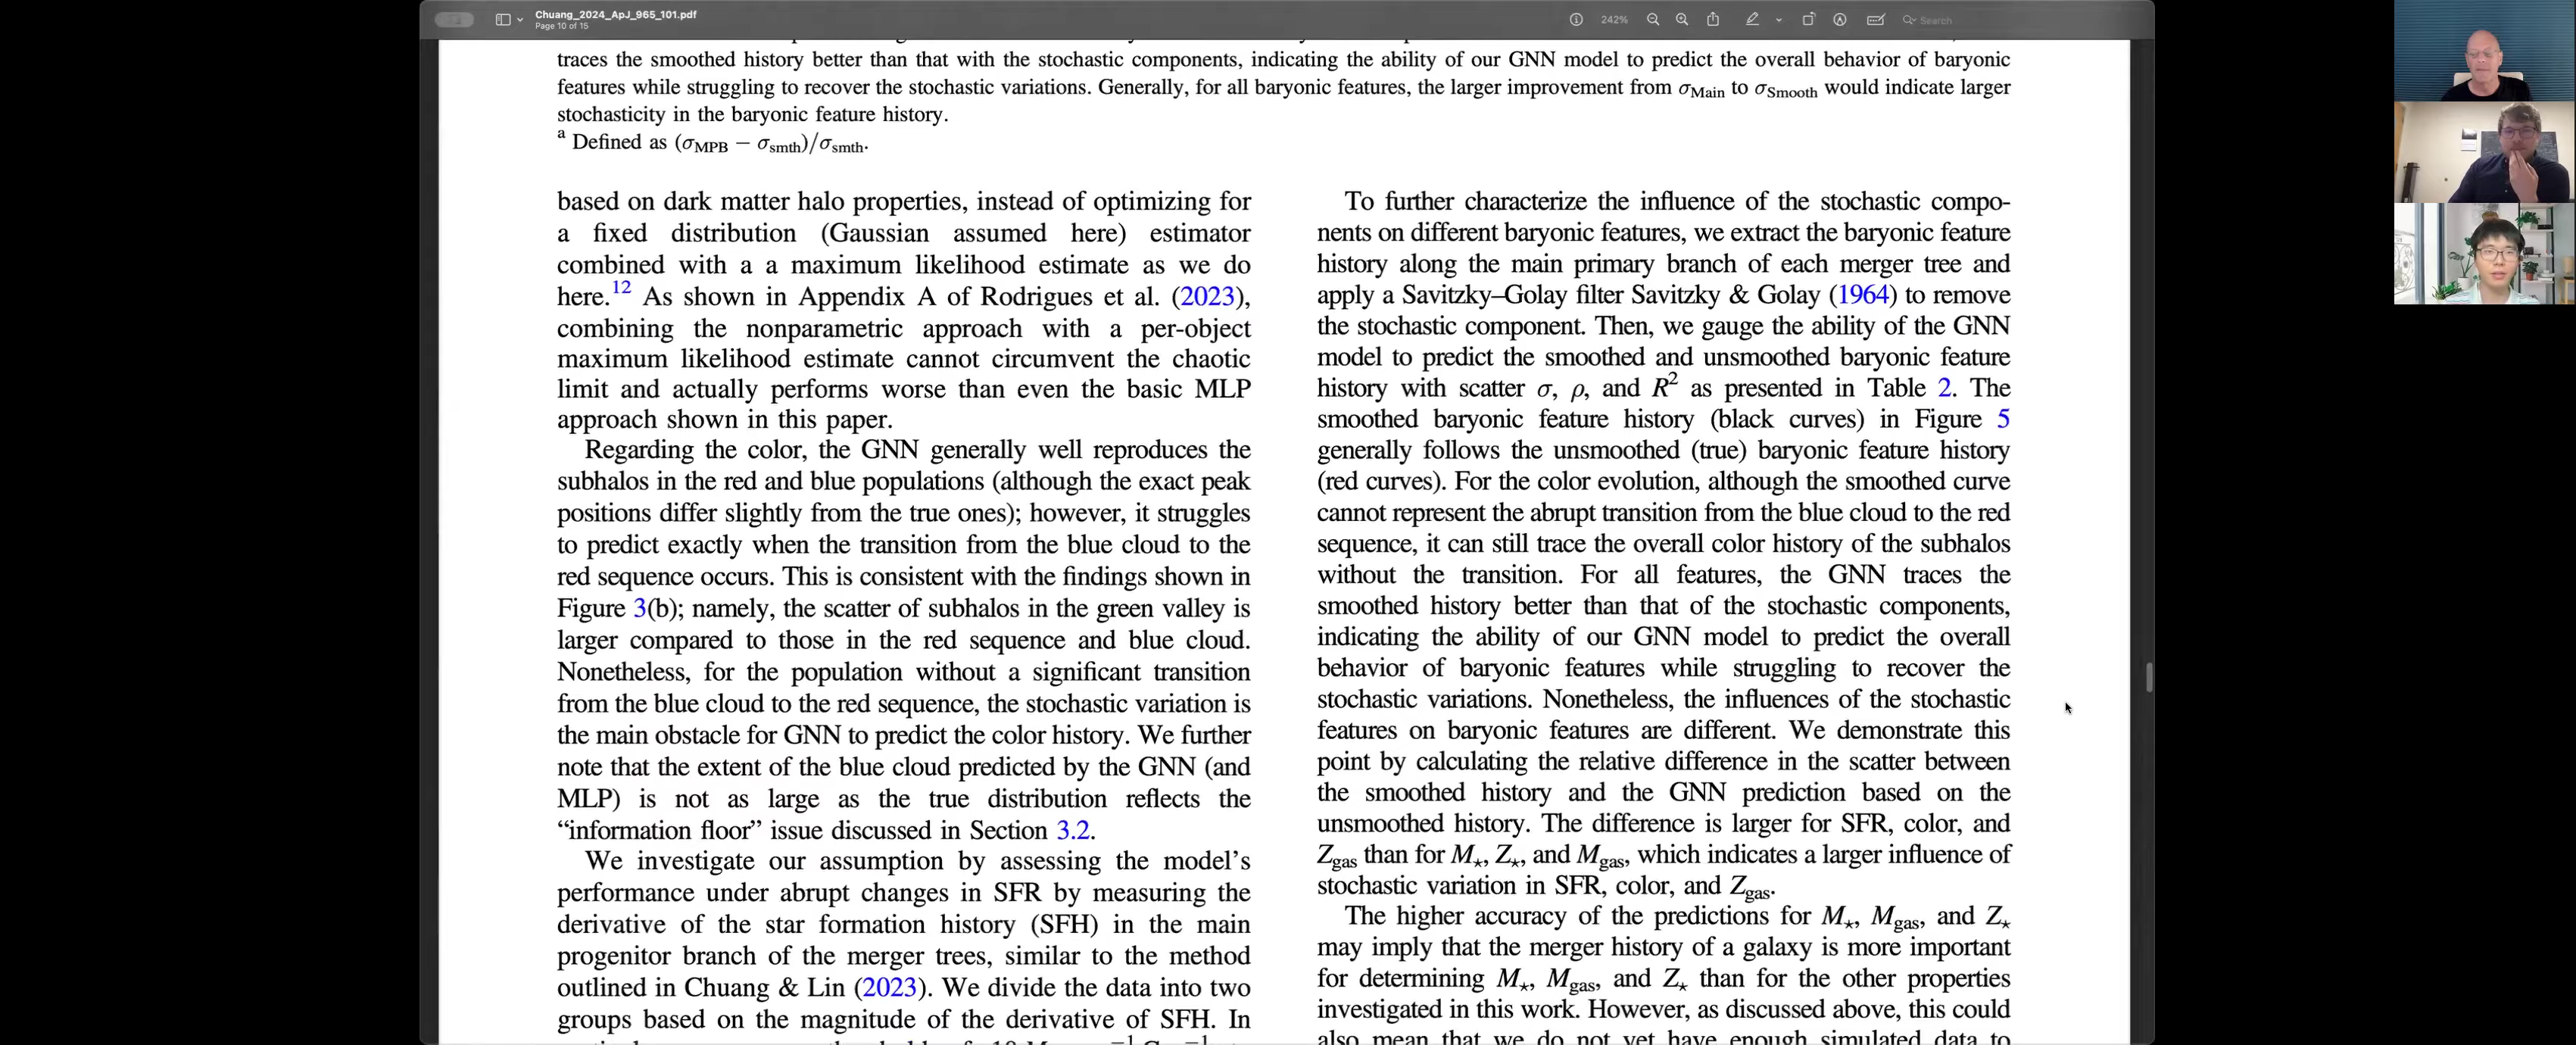 Chuang_2024_ApJ_965_101.pdf
Page 10 of 15
242%
Search
traces the smoothed history better than that with the stochastic components, indicating the ability of our GNN model to predict the overall behavior of baryonic
features while struggling to recover the stochastic variations. Generally, for all baryonic features, the larger improvement from σMain to σSmooth would indicate larger
stochasticity in the baryonic feature history.
a Defined as (σMPB − σsmth)/σsmth.
based on dark matter halo properties, instead of optimizing for
a fixed distribution (Gaussian assumed here) estimator
combined with a a maximum likelihood estimate as we do
here.12 As shown in Appendix A of Rodrigues et al. (2023),
combining the nonparametric approach with a per-object
maximum likelihood estimate cannot circumvent the chaotic
limit and actually performs worse than even the basic MLP
approach shown in this paper.
Regarding the color, the GNN generally well reproduces the
subhalos in the red and blue populations (although the exact peak
positions differ slightly from the true ones); however, it struggles
to predict exactly when the transition from the blue cloud to the
red sequence occurs. This is consistent with the findings shown in
Figure 3(b); namely, the scatter of subhalos in the green valley is
larger compared to those in the red sequence and blue cloud.
Nonetheless, for the population without a significant transition
from the blue cloud to the red sequence, the stochastic variation is
the main obstacle for GNN to predict the color history. We further
note that the extent of the blue cloud predicted by the GNN (and
MLP) is not as large as the true distribution reflects the
“information floor” issue discussed in Section 3.2.
We investigate our assumption by assessing the model’s
performance under abrupt changes in SFR by measuring the
derivative of the star formation history (SFH) in the main
progenitor branch of the merger trees, similar to the method
outlined in Chuang & Lin (2023). We divide the data into two
groups based on the magnitude of the derivative of SFH. In
To further characterize the influence of the stochastic compo-
nents on different baryonic features, we extract the baryonic feature
history along the main primary branch of each merger tree and
apply a Savitzky–Golay filter Savitzky & Golay (1964) to remove
the stochastic component. Then, we gauge the ability of the GNN
model to predict the smoothed and unsmoothed baryonic feature
history with scatter σ, ρ, and R² as presented in Table 2. The
smoothed baryonic feature history (black curves) in Figure 5
generally follows the unsmoothed (true) baryonic feature history
(red curves). For the color evolution, although the smoothed curve
cannot represent the abrupt transition from the blue cloud to the red
sequence, it can still trace the overall color history of the subhalos
without the transition. For all features, the GNN traces the
smoothed history better than that of the stochastic components,
indicating the ability of our GNN model to predict the overall
behavior of baryonic features while struggling to recover the
stochastic variations. Nonetheless, the influences of the stochastic
features on baryonic features are different. We demonstrate this
point by calculating the relative difference in the scatter between
the smoothed history and the GNN prediction based on the
unsmoothed history. The difference is larger for SFR, color, and
Zgas than for M⋆, Z⋆, and Mgas, which indicates a larger influence of
stochastic variation in SFR, color, and Zgas.
The higher accuracy of the predictions for M⋆, Mgas, and Z⋆
may imply that the merger history of a galaxy is more important
for determining M⋆, Mgas, and Z⋆ than for the other properties
investigated in this work. However, as discussed above, this could
also mean that we do not yet have enough simulated data to